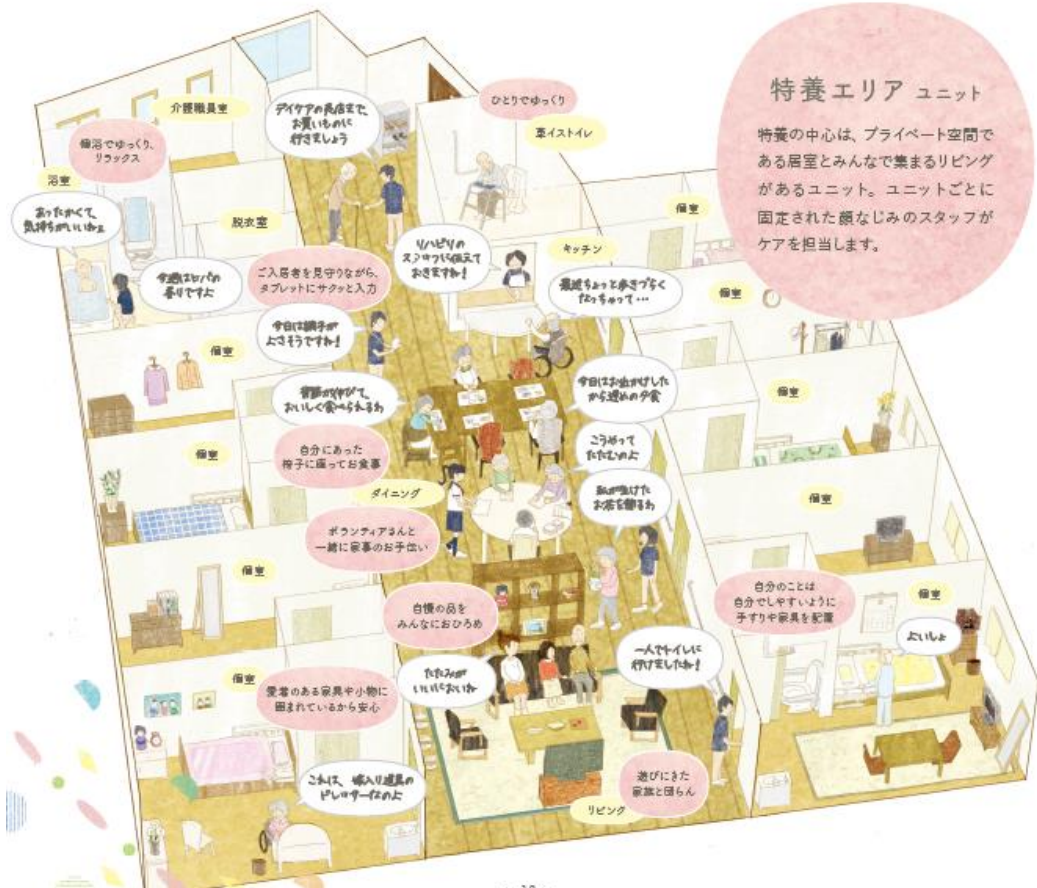 特養エリア ユニット
特養の中心は、プライベート空間で
ある居室とみんなで集まるリビング
があるユニット。ユニットごとに
固定された顔なじみのスタッフが
ケアを担当します。
介護職員室
デイケアの売店まで、
お買いものに
行きましょう
ひとりでゆっくり
車イストイレ
個浴でゆっくり、
リラックス
浴室
あったかくて、
気持ちがいいねぇ
脱衣室
今週はヒバの
香りですよ
ご入居者を見守りながら、
タブレットにサクッと入力
リハビリの
スタッフに伝えて
おきますね!
キッチン
最近ちょっと歩きづらく
なっちゃって…
個室
個室
今日は調子が
よさそうですね!
個室
背筋が伸びて、
おいしく食べられるわ
今日はお出かけした
から遅めの夕食
個室
個室
自分にあった
椅子に座ってお食事
こうやって
たたむのよ
ダイニング
私が生けた
お花を飾るわ
個室
ボランティアさんと
一緒に家事のお手伝い
個室
自慢の品を
みんなにおひろめ
自分のことは
自分でしやすいように
手すりや家具を配置
個室
よいしょ
一人でトイレに
行けましたね!
個室
愛着のある家具や小物に
囲まれているから安心
たたみが
いいにおいね
これは、嫁入り道具の
ドレッサーなのよ
遊びにきた
家族と団らん
リビング